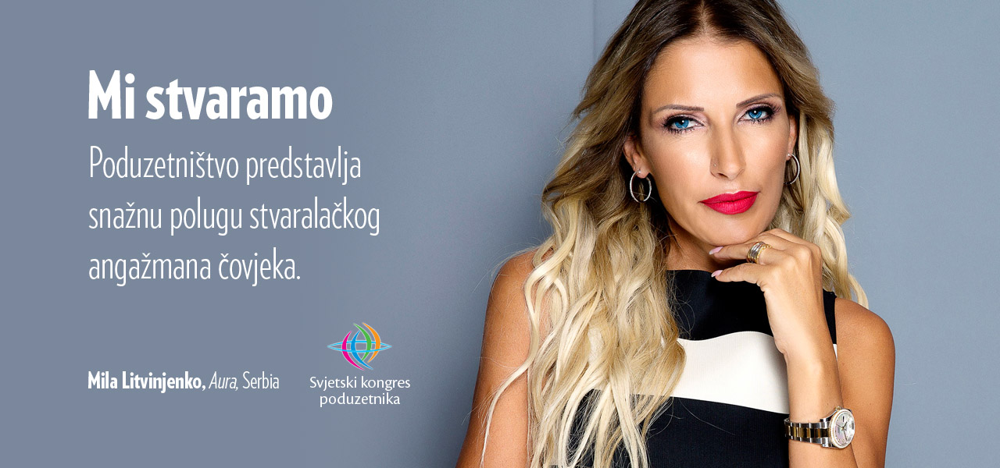 Mi stvaramo
Poduzetništvo predstavlja
snažnu polugu stvaralačkog
angažmana čovjeka.
Mila Litvinjenko, Aura, Serbia
Svjetski kongres
poduzetnika